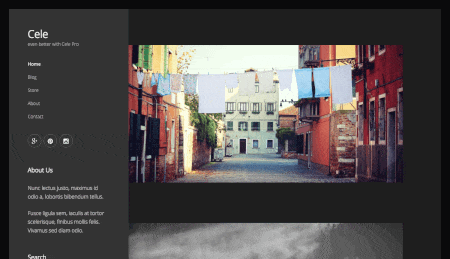 Cele
even better with Cele Pro
Home
Blog
Store
About
Contact
About Us
Nunc lectus justo, maximus id
odio a, lobortis bibendum tellus.
Fusce ligula sem, iaculis at tortor
scelerisque, finibus mollis felis.
Vivamus sed diam odio.
Search